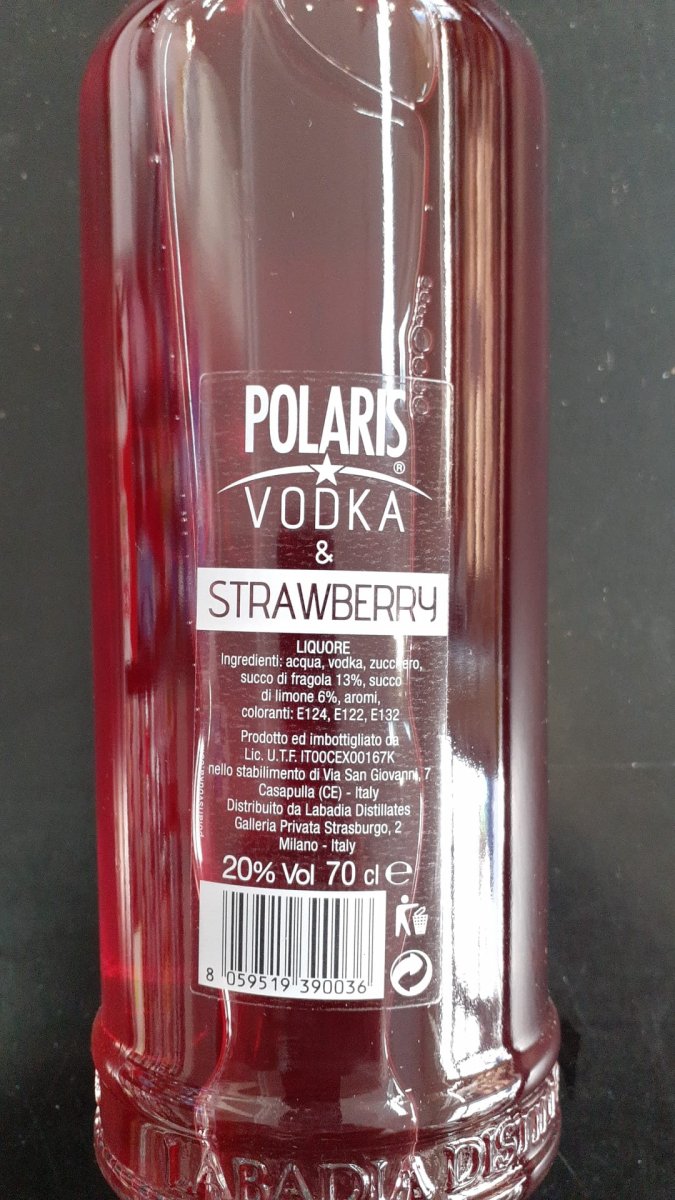 POLARIS
®
VODKA
&
STRAWBERRY
LIQUORE
Ingredienti: acqua, vodka, zucchero,
succo di fragola 13%, succo
di limone 6%, aromi,
coloranti: E124, E122, E132
Prodotto ed imbottigliato da
Lic. U.T.F. IT00CEX00167K
nello stabilimento di Via San Giovanni, 7
Casapulla (CE) - Italy
Distribuito da Labadia Distillates
Galleria Privata Strasburgo, 2
Milano - Italy
20% Vol 70 cl e
8 059519 390036
LABADIA